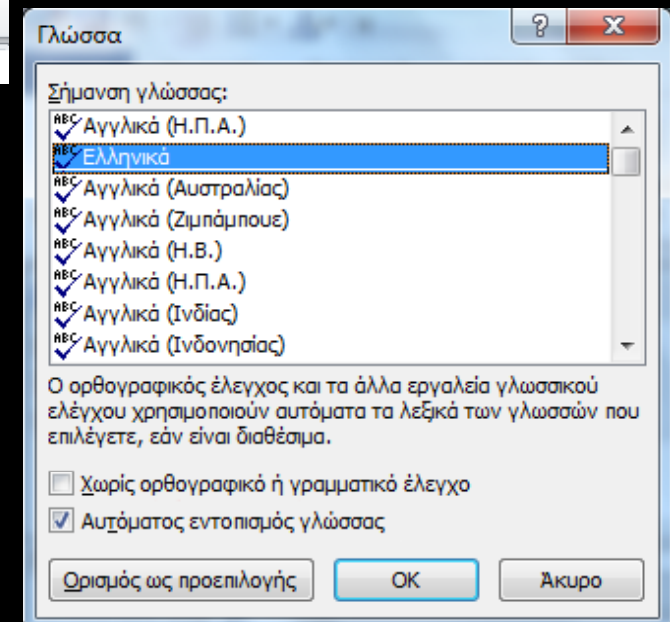 Γλώσσα
Σήμανση γλώσσας:
Αγγλικά (Η.Π.Α.)
Ελληνικά
Αγγλικά (Αυστραλίας)
Αγγλικά (Ζιμπάμπουε)
Αγγλικά (Η.Β.)
Αγγλικά (Η.Π.Α.)
Αγγλικά (Ινδίας)
Αγγλικά (Ινδονησίας)
Ο ορθογραφικός έλεγχος και τα άλλα εργαλεία γλωσσικού
ελέγχου χρησιμοποιούν αυτόματα τα λεξικά των γλωσσών που
επιλέγετε, εάν είναι διαθέσιμα.
Χωρίς ορθογραφικό ή γραμματικό έλεγχο
Αυτόματος εντοπισμός γλώσσας
Ορισμός ως προεπιλογής OK Άκυρο